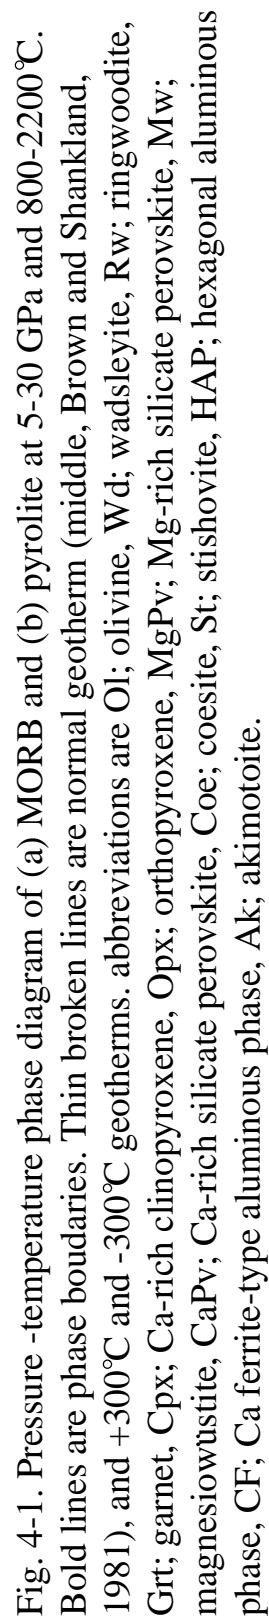 Fig. 4-1. Pressure -temperature phase diagram of (a) MORB and (b) pyrolite at 5-30 GPa and 800-2200℃.
Bold lines are phase boudaries. Thin broken lines are normal geotherm (middle, Brown and Shankland,
1981), and +300℃ and -300℃ geotherms. abbreviations are Ol; olivine, Wd; wadsleyite, Rw; ringwoodite,
Grt; garnet, Cpx; Ca-rich clinopyroxene, Opx; orthopyroxene, MgPv; Mg-rich silicate perovskite, Mw;
magnesiowustite, CaPv; Ca-rich silicate perovskite, Coe; coesite, St; stishovite, HAP; hexagonal aluminous
phase, CF; Ca ferrite-type aluminous phase, Ak; akimotoite.